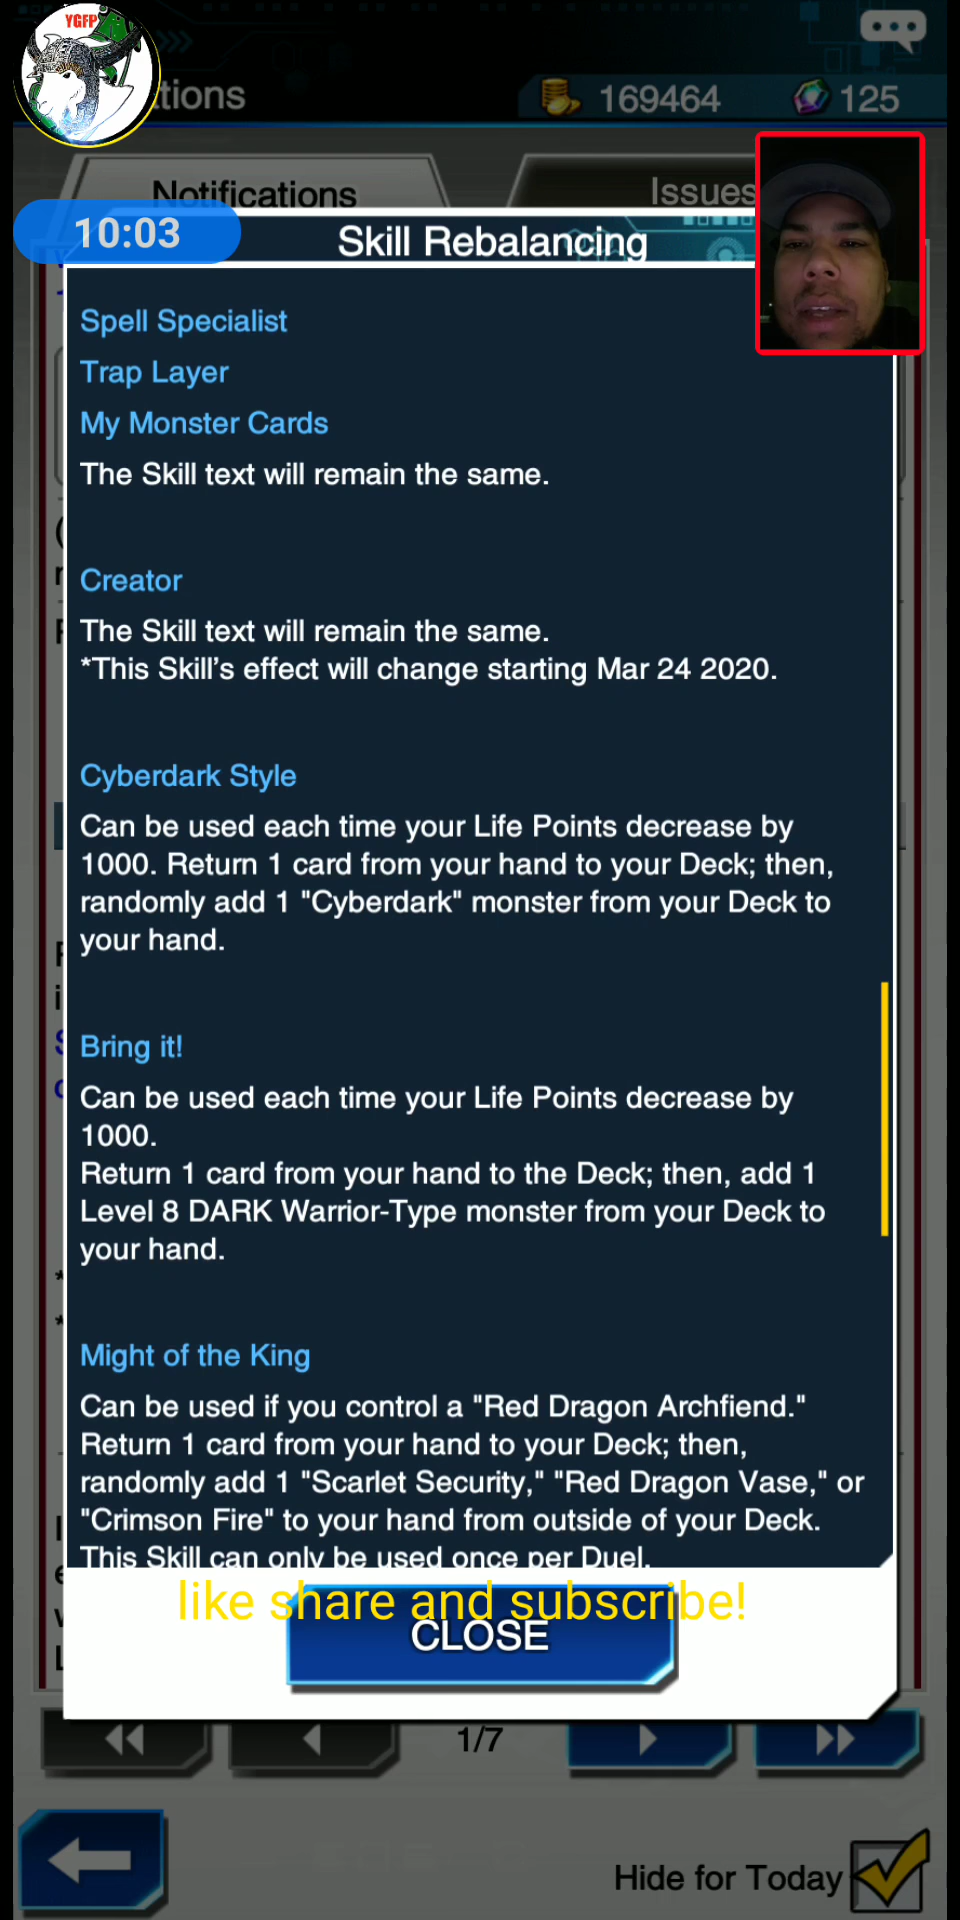 YGFP
tions
169464
125
Notifications
Issues
10:03
Skill Rebalancing
Spell Specialist
Trap Layer
My Monster Cards
The Skill text will remain the same.
Creator
The Skill text will remain the same.
*This Skill's effect will change starting Mar 24 2020.
Cyberdark Style
Can be used each time your Life Points decrease by
1000. Return 1 card from your hand to your Deck; then,
randomly add 1 "Cyberdark" monster from your Deck to
your hand.
Bring it!
Can be used each time your Life Points decrease by
1000.
Return 1 card from your hand to the Deck; then, add 1
Level 8 DARK Warrior-Type monster from your Deck to
your hand.
Might of the King
Can be used if you control a "Red Dragon Archfiend."
Return 1 card from your hand to your Deck; then,
randomly add 1 "Scarlet Security," "Red Dragon Vase," or
"Crimson Fire" to your hand from outside of your Deck.
This Skill can only be used once per Duel.
like share and subscribe!
CLOSE
1/7
Hide for Today